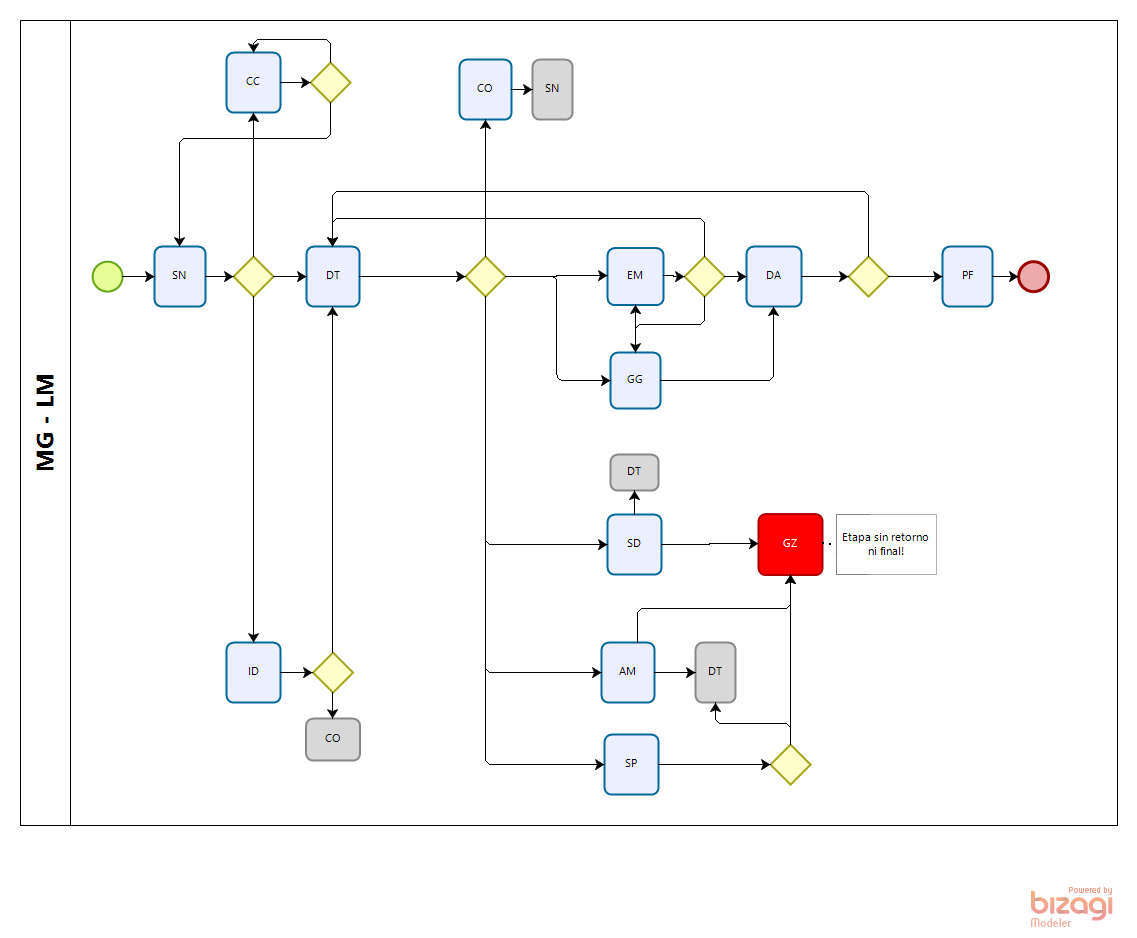 MG - LM
CC
CO
SN
SN
DT
EM
DA
PF
GG
DT
SD
GZ
Etapa sin retorno
ni final!
ID
AM
DT
CO
SP
Powered by
bizagi
Modeler